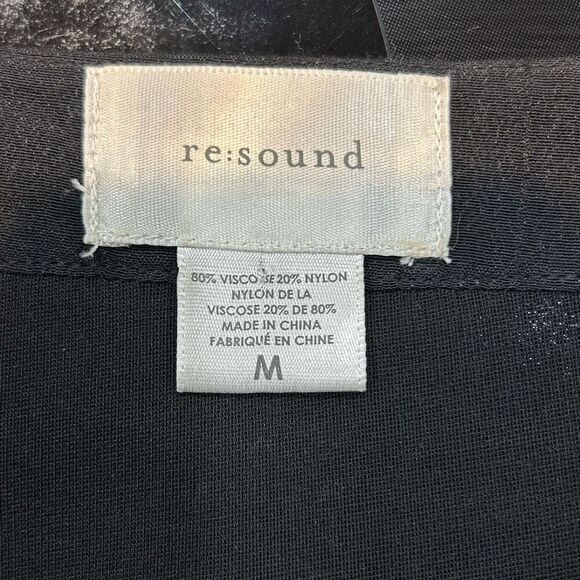 re:sound
80% VISCOSE 20% NYLON
NYLON DE LA
VISCOSE 20% DE 80%
MADE IN CHINA
FABRIQUÉ EN CHINE
M